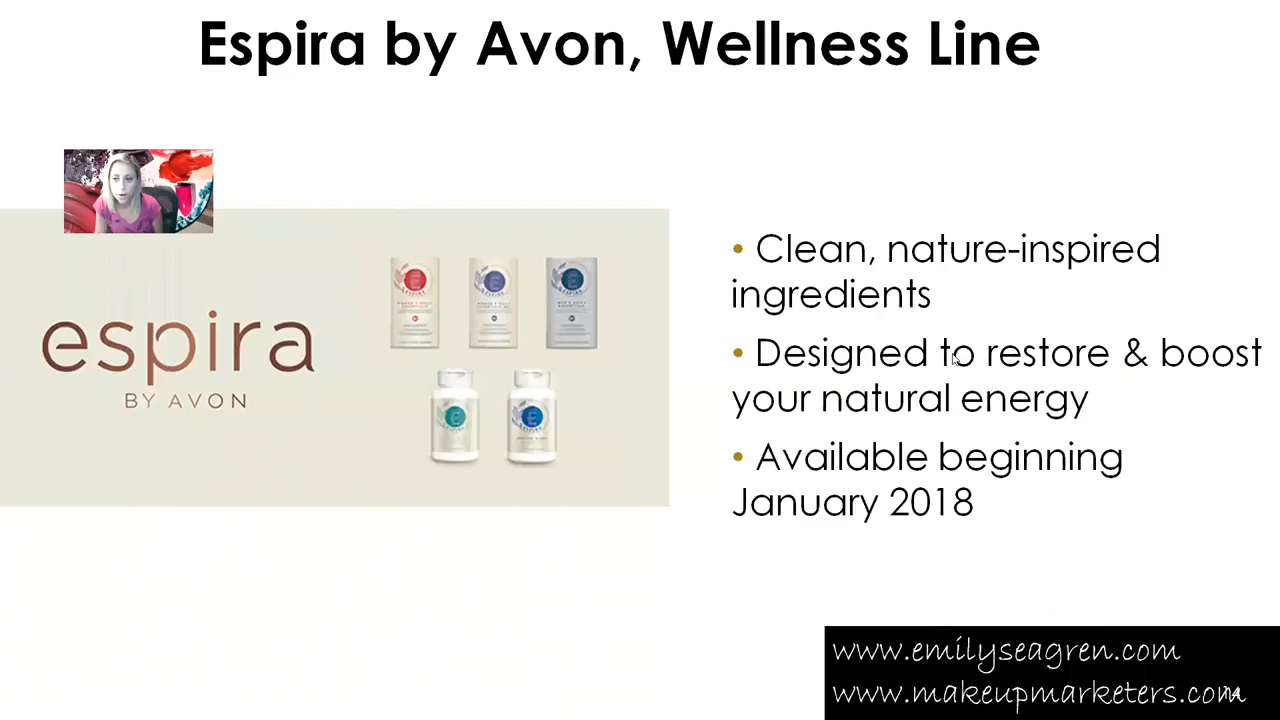 Espira by Avon, Wellness Line
espira
BY AVON
• Clean, nature-inspired
ingredients
• Designed to restore & boost
your natural energy
• Available beginning
January 2018
www.emilyseagren.com
www.makeupmarketers.com